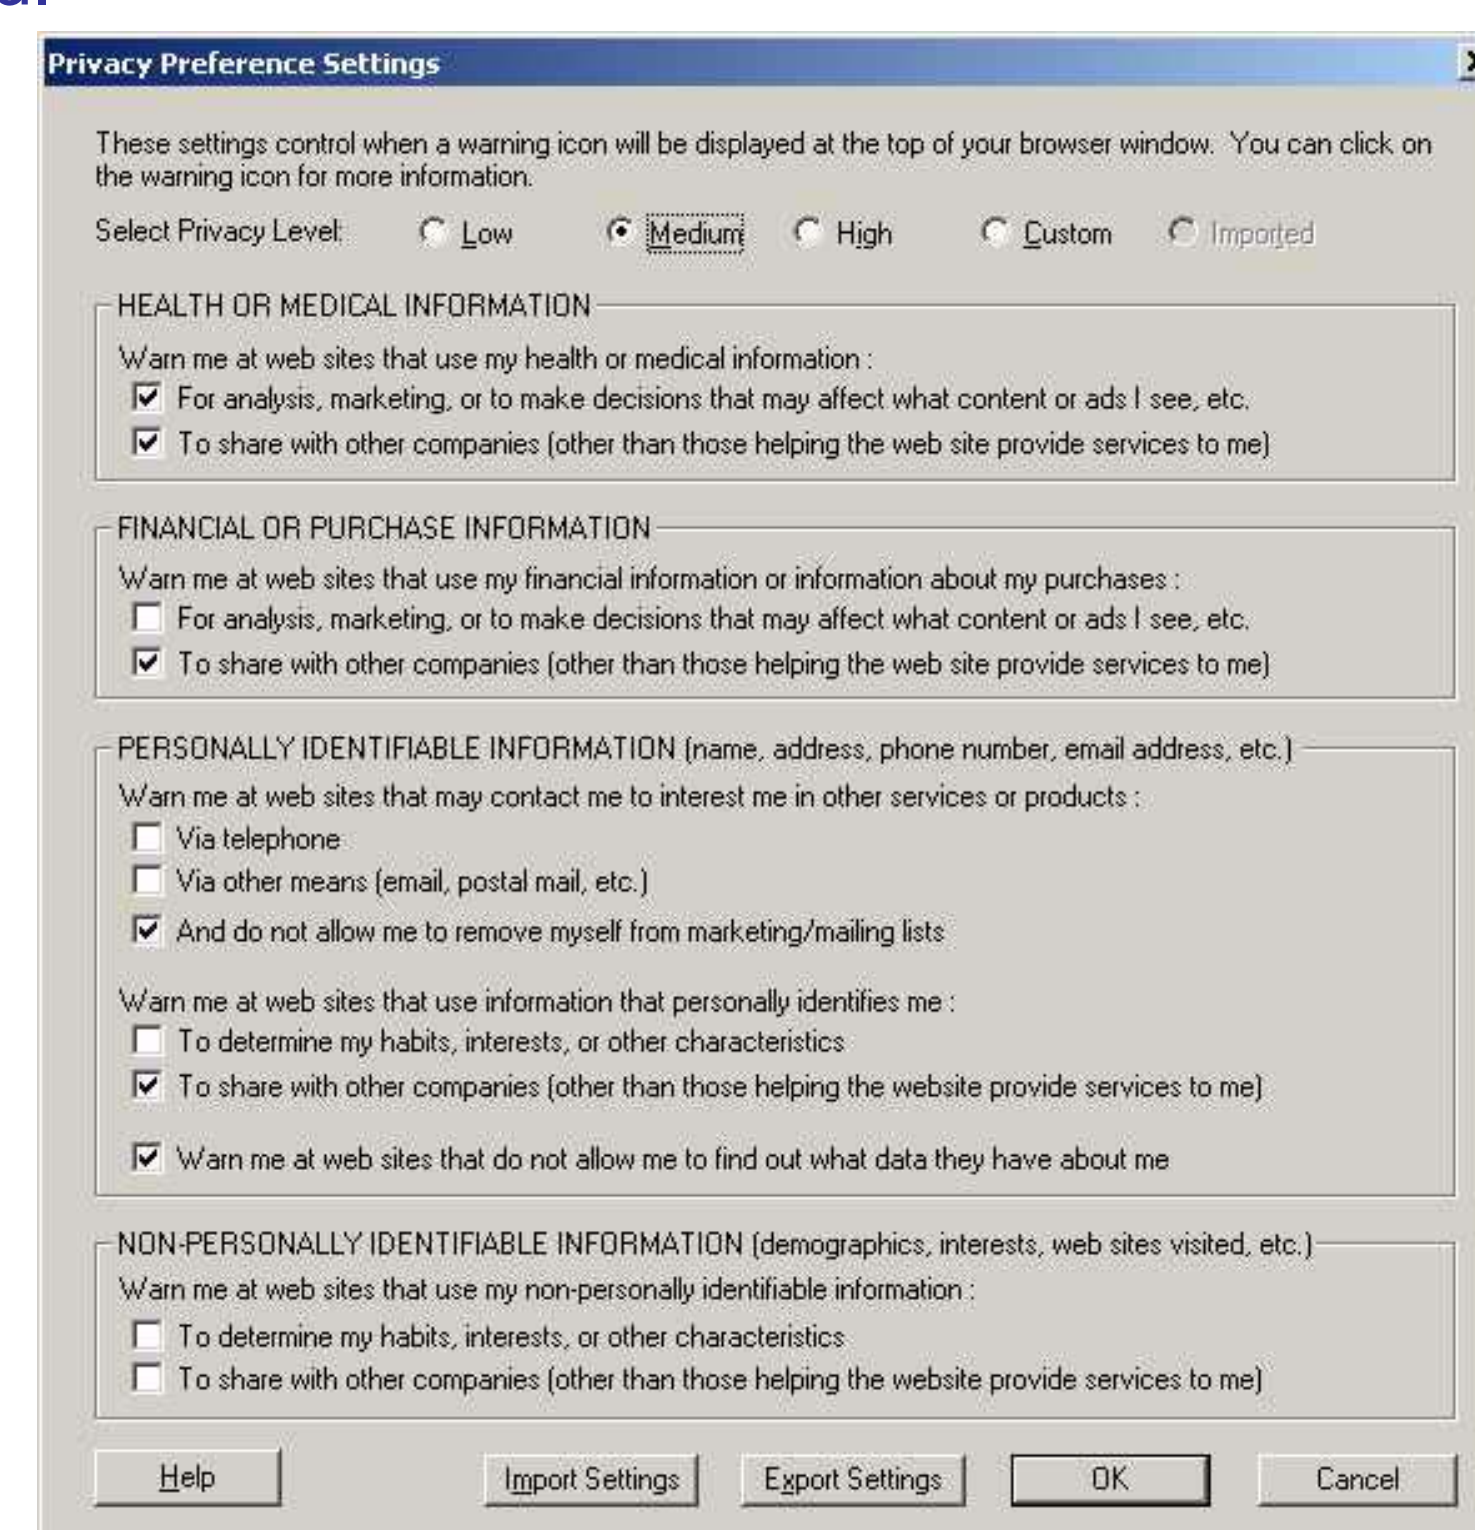 Privacy Preference Settings
These settings control when a warning icon will be displayed at the top of your browser window. You can click on
the warning icon for more information.
Select Privacy Level: Low Medium High Custom Imported
HEALTH OR MEDICAL INFORMATION
Warn me at web sites that use my health or medical information :
For analysis, marketing, or to make decisions that may affect what content or ads I see, etc.
To share with other companies (other than those helping the web site provide services to me)
FINANCIAL OR PURCHASE INFORMATION
Warn me at web sites that use my financial information or information about my purchases :
For analysis, marketing, or to make decisions that may affect what content or ads I see, etc.
To share with other companies (other than those helping the web site provide services to me)
PERSONALLY IDENTIFIABLE INFORMATION (name, address, phone number, email address, etc.)
Warn me at web sites that may contact me to interest me in other services or products :
Via telephone
Via other means (email, postal mail, etc.)
And do not allow me to remove myself from marketing/mailing lists
Warn me at web sites that use information that personally identifies me :
To determine my habits, interests, or other characteristics
To share with other companies (other than those helping the website provide services to me)
Warn me at web sites that do not allow me to find out what data they have about me
NON-PERSONALLY IDENTIFIABLE INFORMATION (demographics, interests, web sites visited, etc.)
Warn me at web sites that use my non-personally identifiable information :
To determine my habits, interests, or other characteristics
To share with other companies (other than those helping the website provide services to me)
Help Import Settings Export Settings OK Cancel